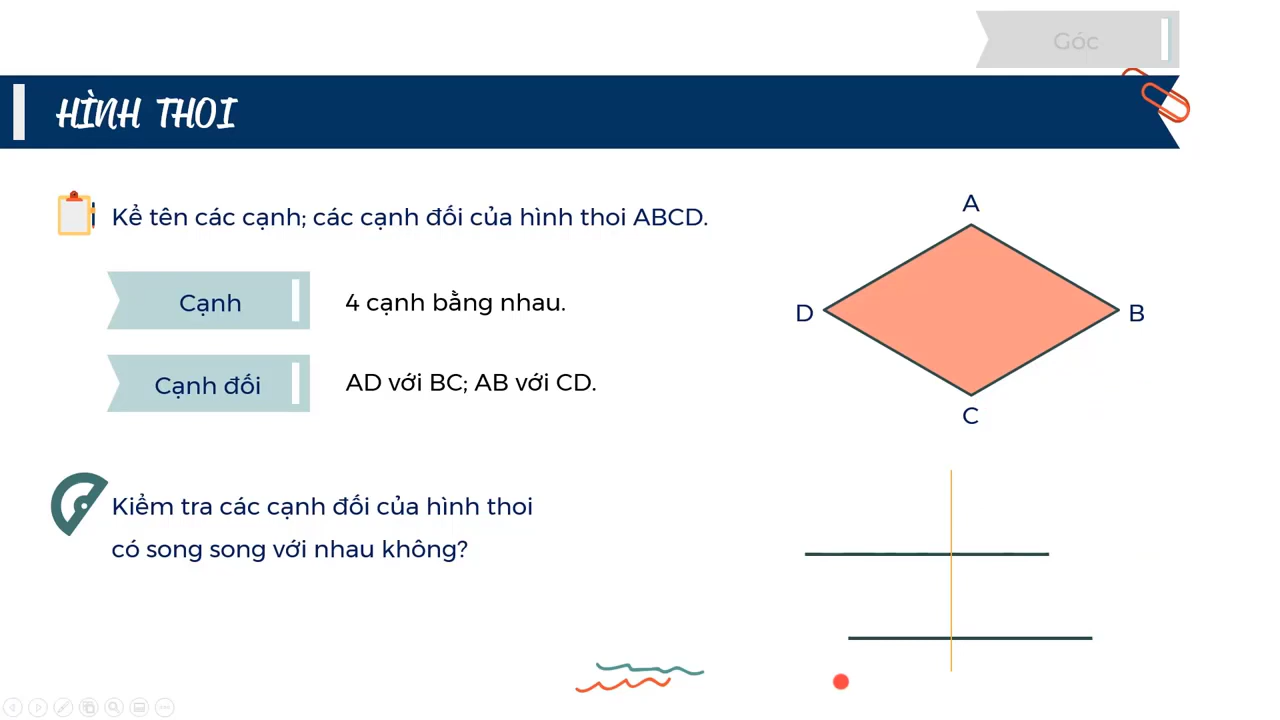 Góc
HÌNH THOI
Kể tên các cạnh; các cạnh đối của hình thoi ABCD.
Cạnh
4 cạnh bằng nhau.
Cạnh đối
AD với BC; AB với CD.
A
D
B
C
Kiểm tra các cạnh đối của hình thoi
có song song với nhau không?